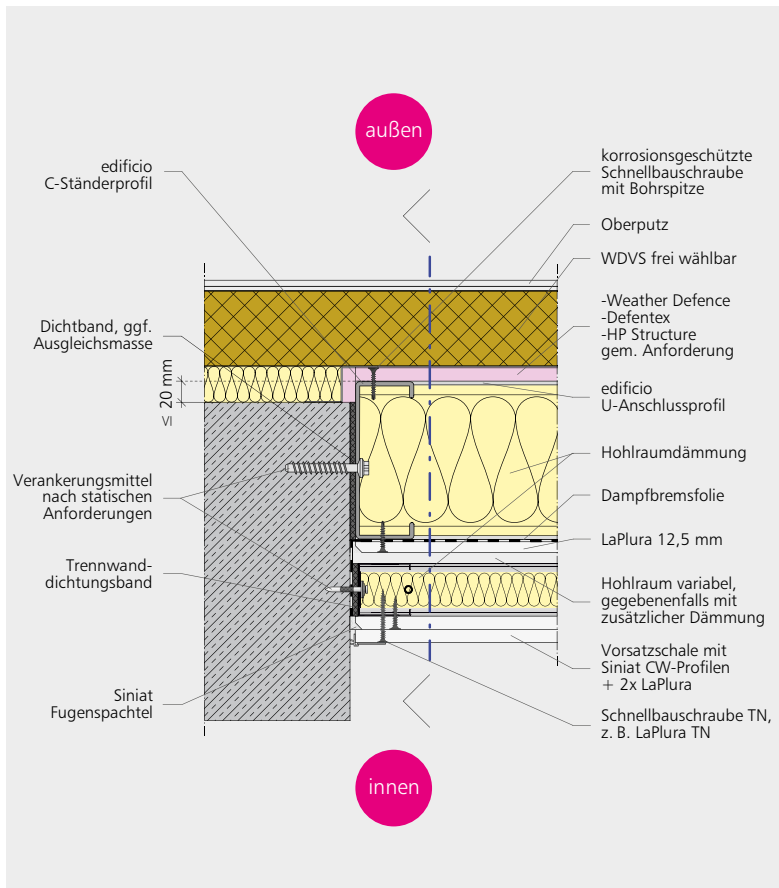 außen
edificio
C-Ständerprofil
Dichtband, ggf.
Ausgleichsmasse
≤ 20 mm
Verankerungsmittel
nach statischen
Anforderungen
Trennwand-
dichtungsband
Siniat
Fugenspachtel
korrosionsgeschützte
Schnellbauschraube
mit Bohrspitze
Oberputz
WDVS frei wählbar
-Weather Defence
-Defentex
-HP Structure
gem. Anforderung
edificio
U-Anschlussprofil
Hohlraumdämmung
Dampfbremsfolie
LaPlura 12,5 mm
Hohlraum variabel,
gegebenenfalls mit
zusätzlicher Dämmung
Vorsatzschale mit
Siniat CW-Profilen
+ 2x LaPlura
Schnellbauschraube TN,
z. B. LaPlura TN
innen